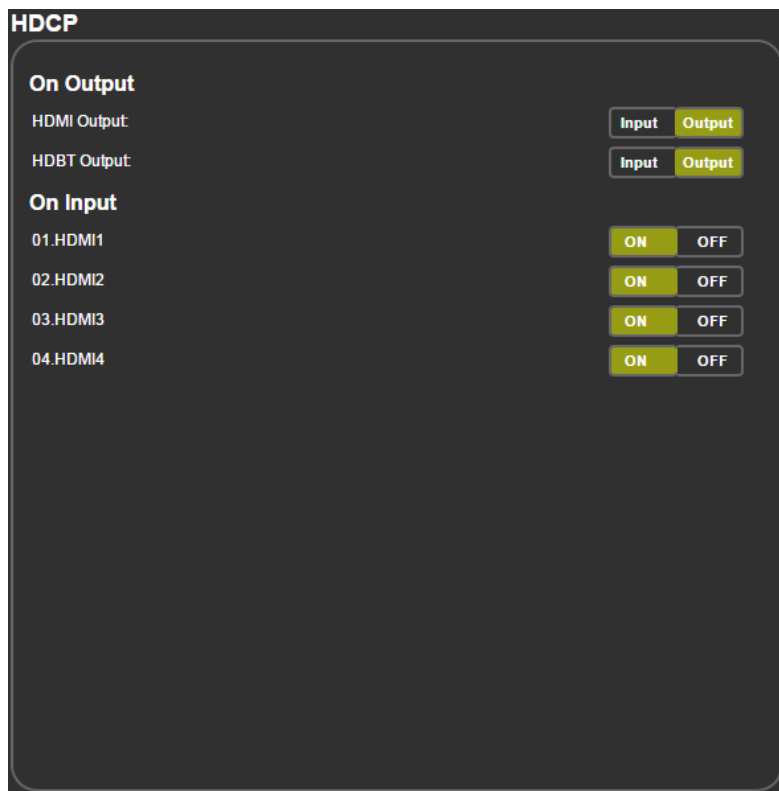 HDCP
On Output
HDMI Output: Input Output
HDBT Output: Input Output
On Input
01.HDMI1 ON OFF
02.HDMI2 ON OFF
03.HDMI3 ON OFF
04.HDMI4 ON OFF